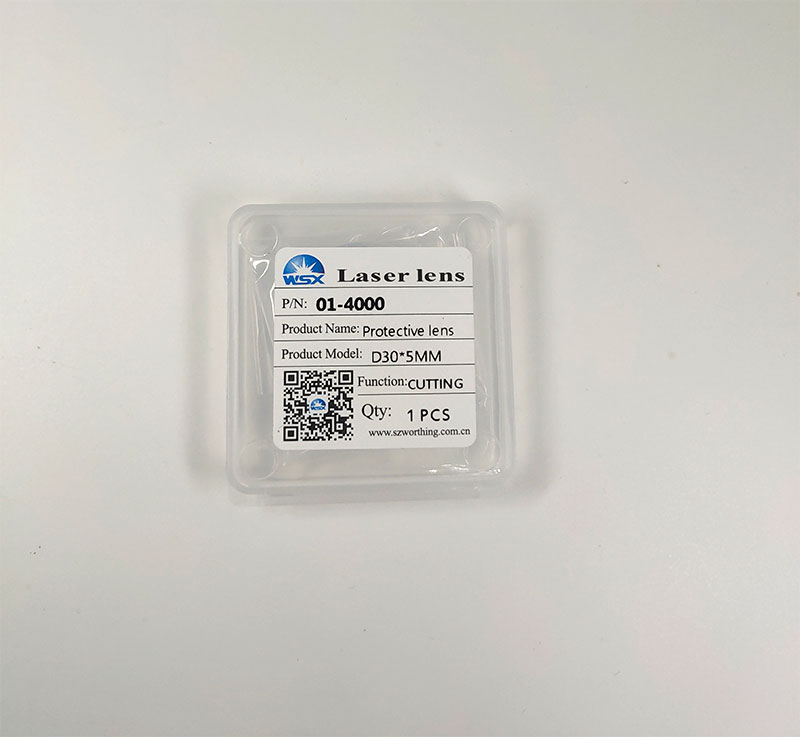 WSX Laser lens
P/N: 01-4000
Product Name: Protective lens
Product Model: D30*5MM
Function: CUTTING
Qty: 1 PCS
www.szworthing.com.cn
WSX